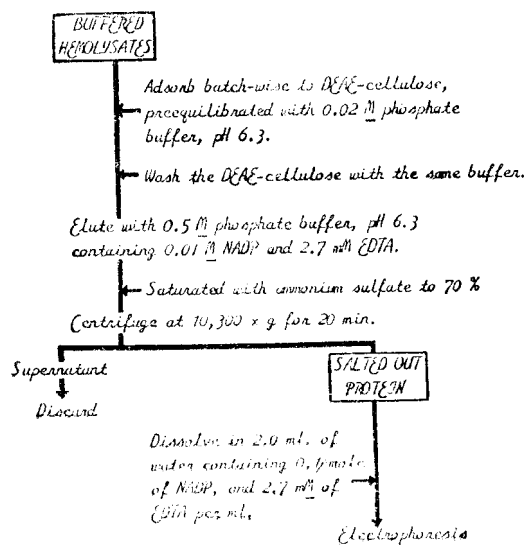 BUFFERED
HEMOLYSATES
Adsorb batch-wise to DEAE-cellulose,
preequilibrated with 0.02 M phosphate
buffer, pH 6.3.
Wash the DEAE-cellulose with the same buffer.
Elute with 0.5 M phosphate buffer, pH 6.3
containing 0.01 M NADP and 2.7 mM EDTA.
Saturated with ammonium sulfate to 70 %
Centrifuge at 10,300 x g for 20 min.
Supernatant
Discard
SALTED OUT
PROTEIN
Dissolve in 2.0 ml. of
water containing 0.1µmole
of NADP, and 2.7 mM of
EDTA per ml.
Electrophoresis